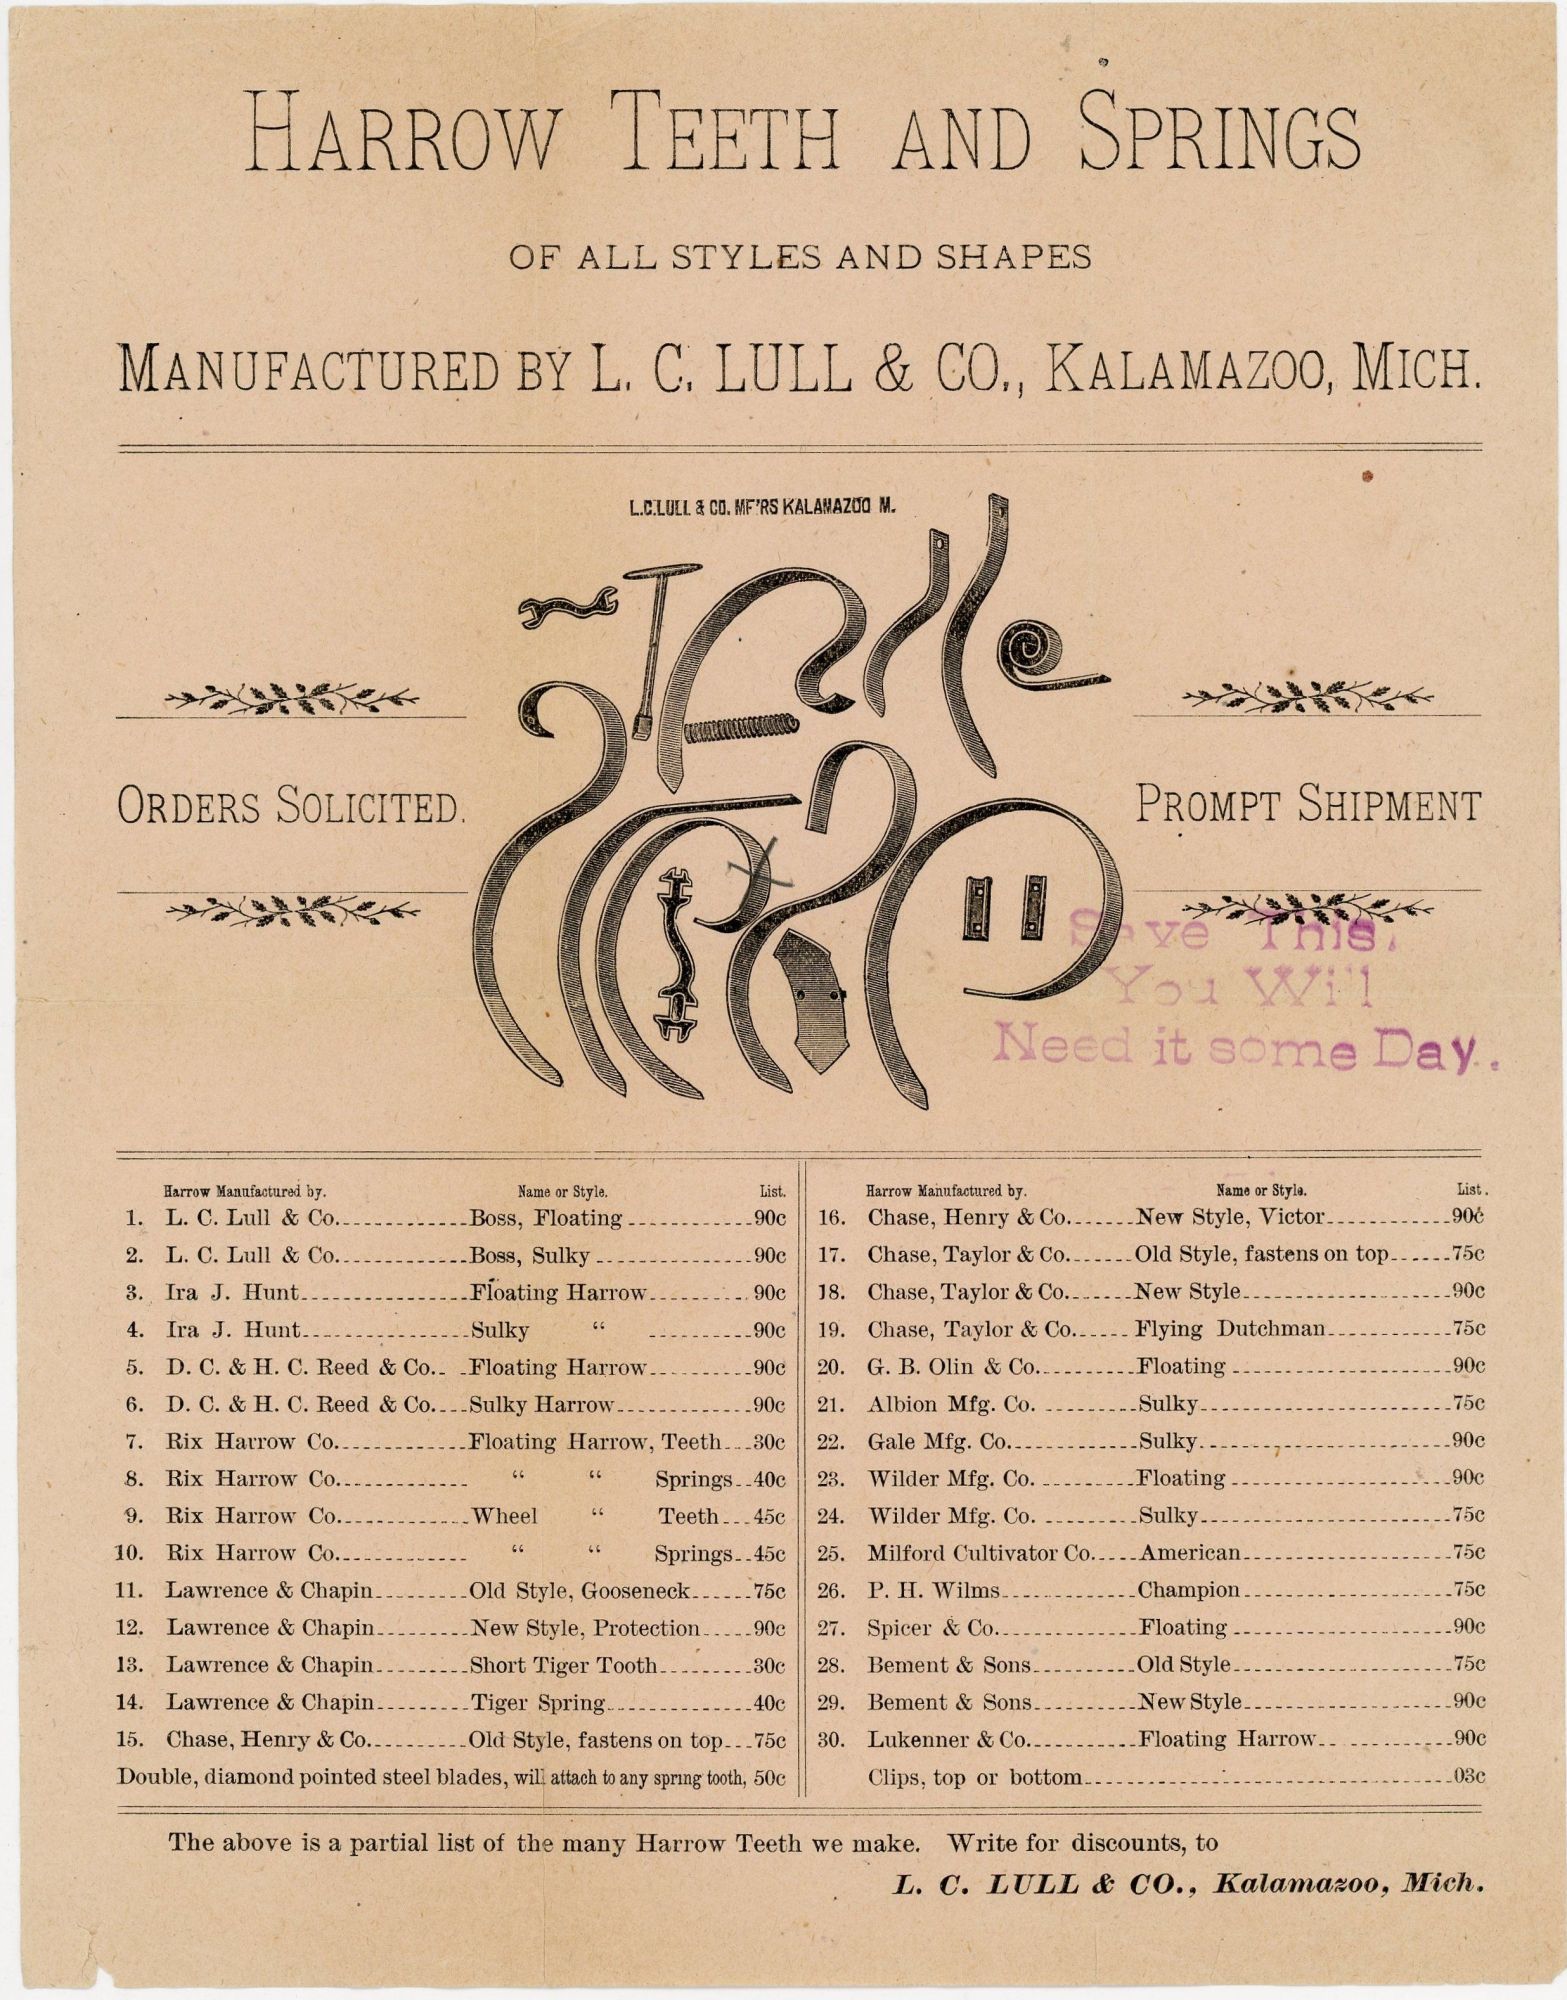 HARROW TEETH AND SPRINGS
OF ALL STYLES AND SHAPES
MANUFACTURED BY L. C. LULL & CO., KALAMAZOO, MICH.
L.C.LULL & CO. MF'RS KALAMAZOO M.
ORDERS SOLICITED.
PROMPT SHIPMENT
Save This.
You Will
Need it some Day.
Harrow Manufactured by. Name or Style. List.
1. L. C. Lull & Co. Boss, Floating 90c
2. L. C. Lull & Co. Boss, Sulky 90c
3. Ira J. Hunt Floating Harrow 90c
4. Ira J. Hunt Sulky “ 90c
5. D. C. & H. C. Reed & Co. Floating Harrow 90c
6. D. C. & H. C. Reed & Co. Sulky Harrow 90c
7. Rix Harrow Co. Floating Harrow, Teeth 30c
8. Rix Harrow Co. “ “ Springs 40c
9. Rix Harrow Co. Wheel “ Teeth 45c
10. Rix Harrow Co. “ “ Springs 45c
11. Lawrence & Chapin Old Style, Gooseneck 75c
12. Lawrence & Chapin New Style, Protection 90c
13. Lawrence & Chapin Short Tiger Tooth 30c
14. Lawrence & Chapin Tiger Spring 40c
15. Chase, Henry & Co. Old Style, fastens on top 75c
Double, diamond pointed steel blades, will attach to any spring tooth, 50c
Harrow Manufactured by. Name or Style. List.
16. Chase, Henry & Co. New Style, Victor 90c
17. Chase, Taylor & Co. Old Style, fastens on top 75c
18. Chase, Taylor & Co. New Style 90c
19. Chase, Taylor & Co. Flying Dutchman 75c
20. G. B. Olin & Co. Floating 90c
21. Albion Mfg. Co. Sulky 75c
22. Gale Mfg. Co. Sulky 90c
23. Wilder Mfg. Co. Floating 90c
24. Wilder Mfg. Co. Sulky 75c
25. Milford Cultivator Co. American 75c
26. P. H. Wilms Champion 75c
27. Spicer & Co. Floating 90c
28. Bement & Sons Old Style 75c
29. Bement & Sons New Style 90c
30. Lukenner & Co. Floating Harrow 90c
Clips, top or bottom 03c
The above is a partial list of the many Harrow Teeth we make. Write for discounts, to
L. C. LULL & CO., Kalamazoo, Mich.